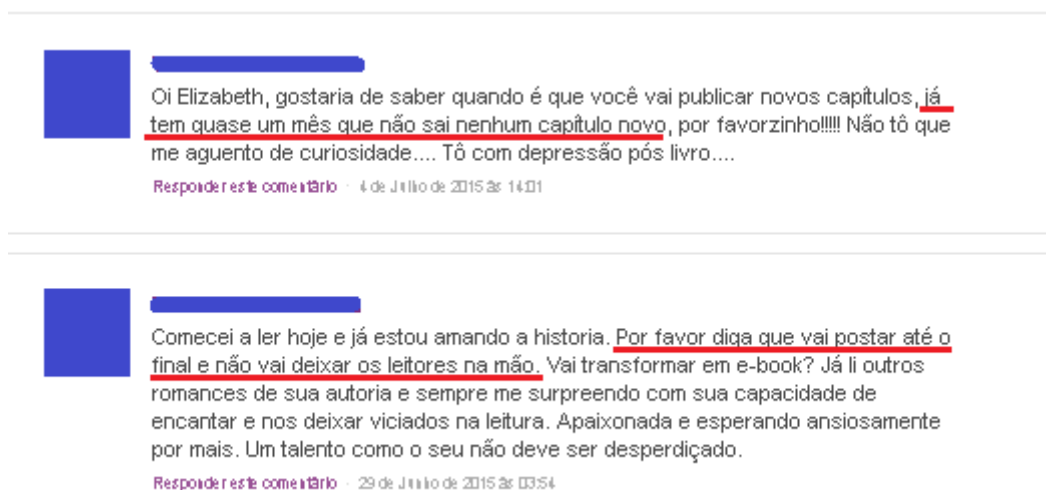 Oi Elizabeth, gostaria de saber quando é que você vai publicar novos capítulos, já
tem quase um mês que não sai nenhum capítulo novo, por favorzinho!!!!! Não tô que
me aguento de curiosidade.... Tô com depressão pós livro....
Responder este comentário · 4 de Julho de 2015 às 14:01
Comecei a ler hoje e já estou amando a historia. Por favor diga que vai postar até o
final e não vai deixar os leitores na mão. Vai transformar em e-book? Já li outros
romances de sua autoria e sempre me surpreendo com sua capacidade de
encantar e nos deixar viciados na leitura. Apaixonada e esperando ansiosamente
por mais. Um talento como o seu não deve ser desperdiçado.
Responder este comentário · 29 de Junho de 2015 às 03:54